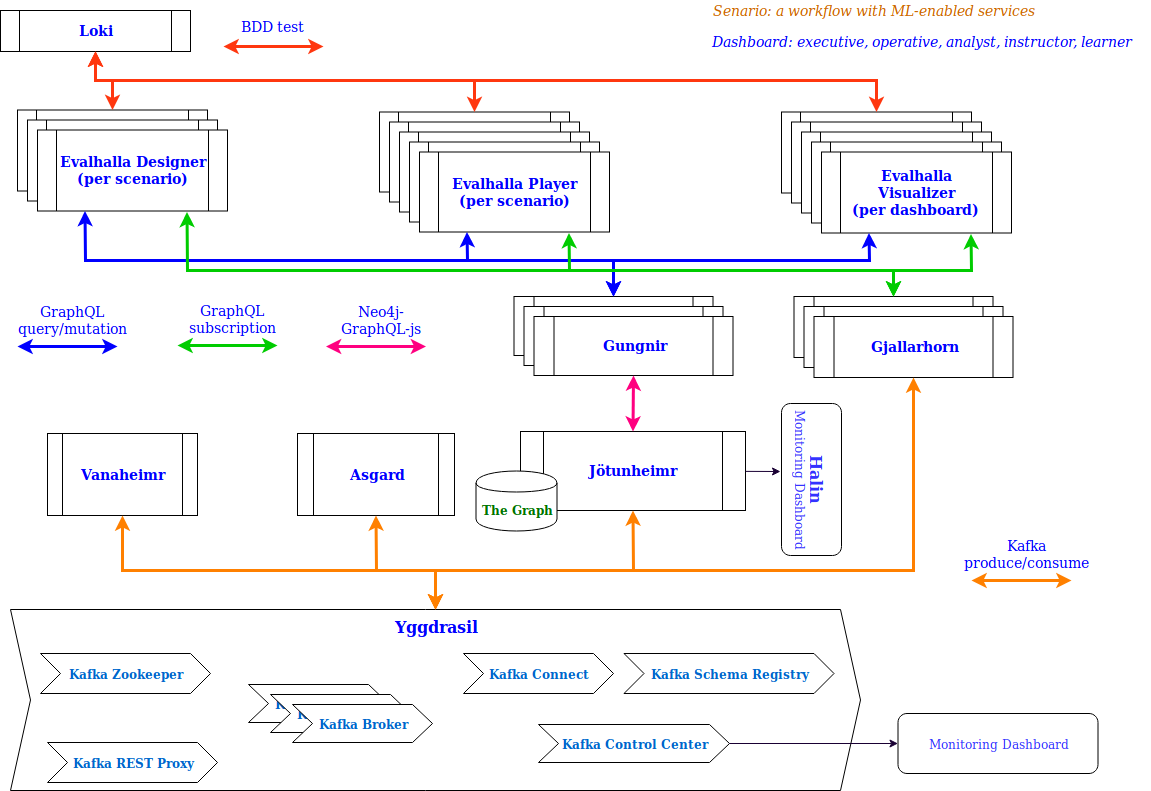 Loki
BDD test
Senario: a workflow with ML-enabled services
Dashboard: executive, operative, analyst, instructor, learner
Evalhalla Designer
(per scenario)
Evalhalla Player
(per scenario)
Evalhalla
Visualizer
(per dashboard)
GraphQL
query/mutation
GraphQL
subscription
Neo4j-
GraphQL-js
Gungnir
Gjallarhorn
Vanaheimr
Asgard
Jötunheimr
The Graph
Halin
Monitoring Dashboard
Kafka
produce/consume
Yggdrasil
Kafka Zookeeper
K
K
Kafka Broker
Kafka Connect
Kafka Schema Registry
Kafka REST Proxy
Kafka Control Center
Monitoring Dashboard